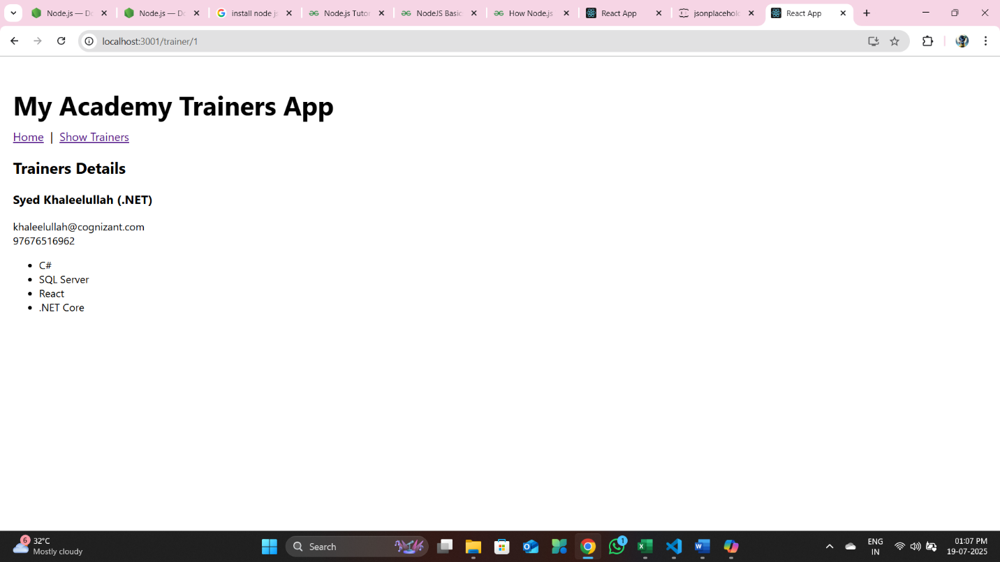 Node.js — Do
Node.js — Do
install node js
Node.js Tutor
NodeJS Basic
How Node.js
React App
jsonplacehold
React App
localhost:3001/trainer/1
My Academy Trainers App
Home | Show Trainers
Trainers Details
Syed Khaleelullah (.NET)
khaleelullah@cognizant.com
97676516962
• C#
• SQL Server
• React
• .NET Core
6
32°C
Mostly cloudy
Search
1
ENG
IN
01:07 PM
19-07-2025